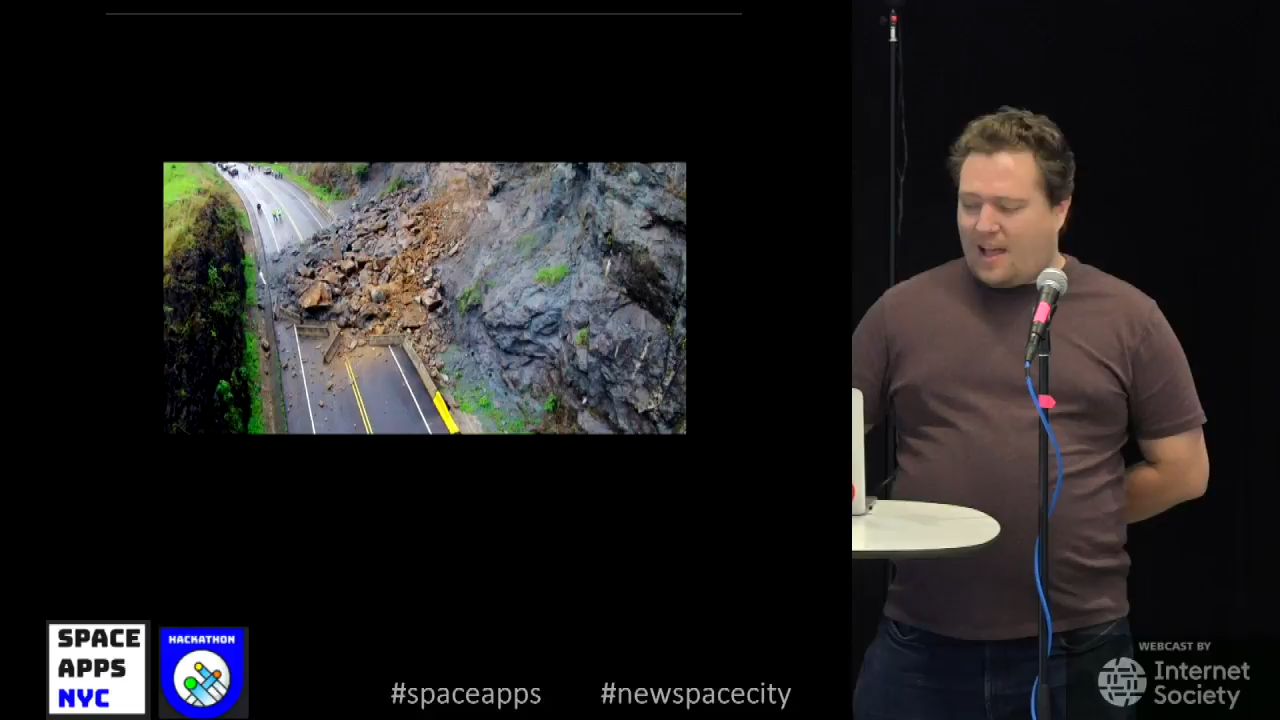 SPACE
APPS
NYC
HACKATHON
#spaceapps #newspacecity
WEBCAST BY
Internet
Society